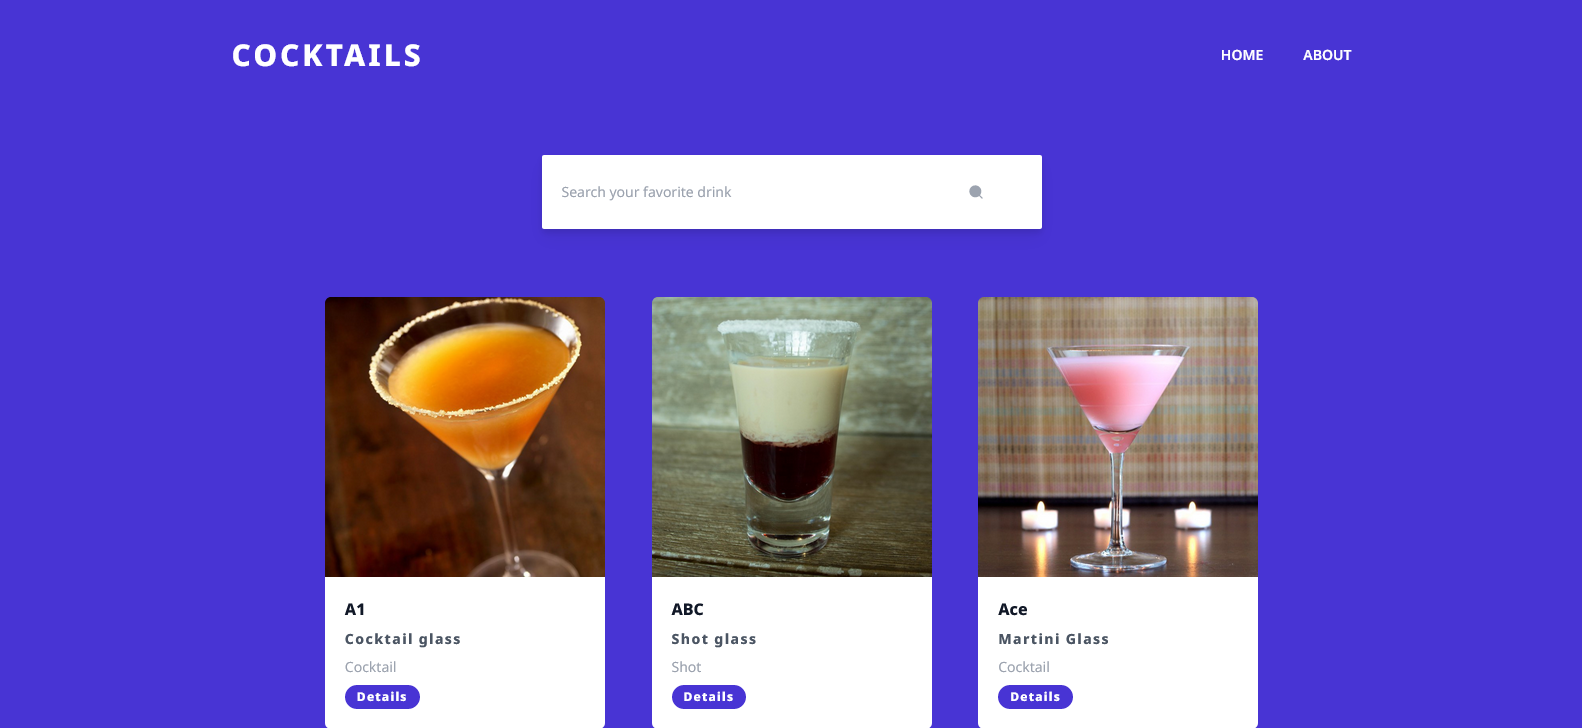 COCKTAILS
HOME ABOUT
Search your favorite drink
A1
Cocktail glass
Cocktail
Details
ABC
Shot glass
Shot
Details
Ace
Martini Glass
Cocktail
Details